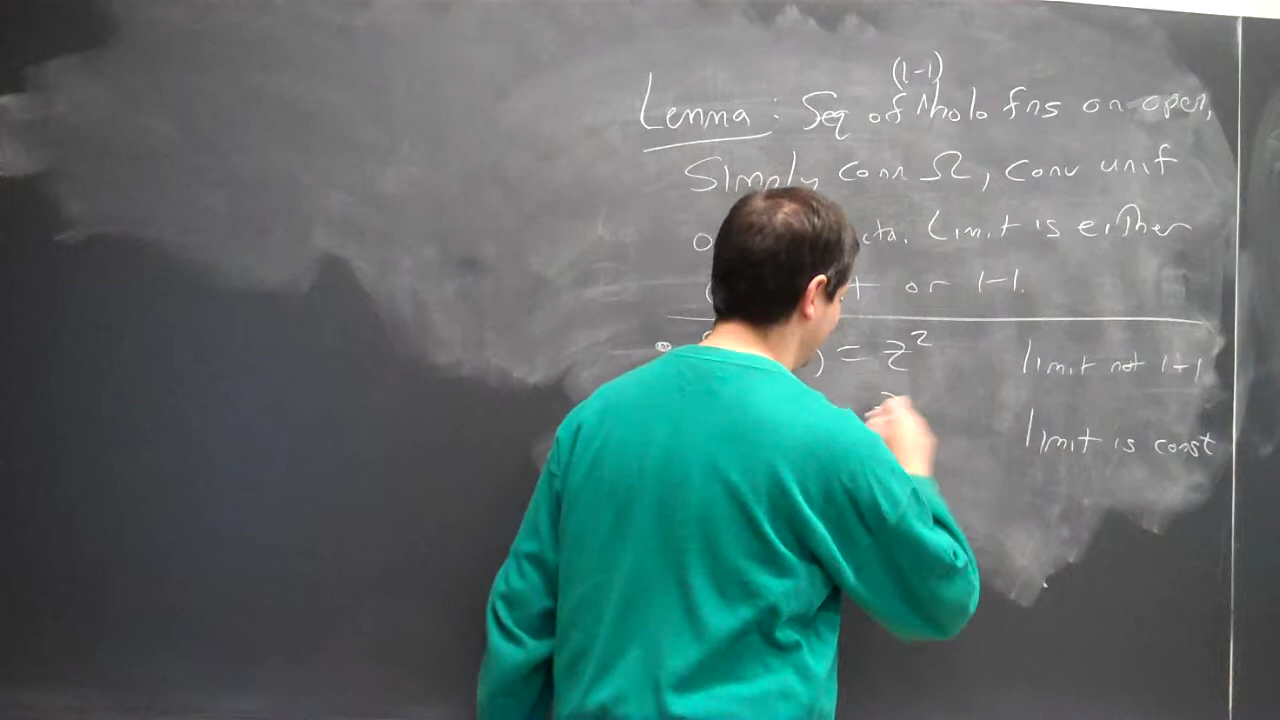 (1-1)
Lemma: Seq of holo fns on open,
Simply conn Ω, conv unif
cta. Limit is either
or 1-1.
) = z² limit not 1-1
limit is const